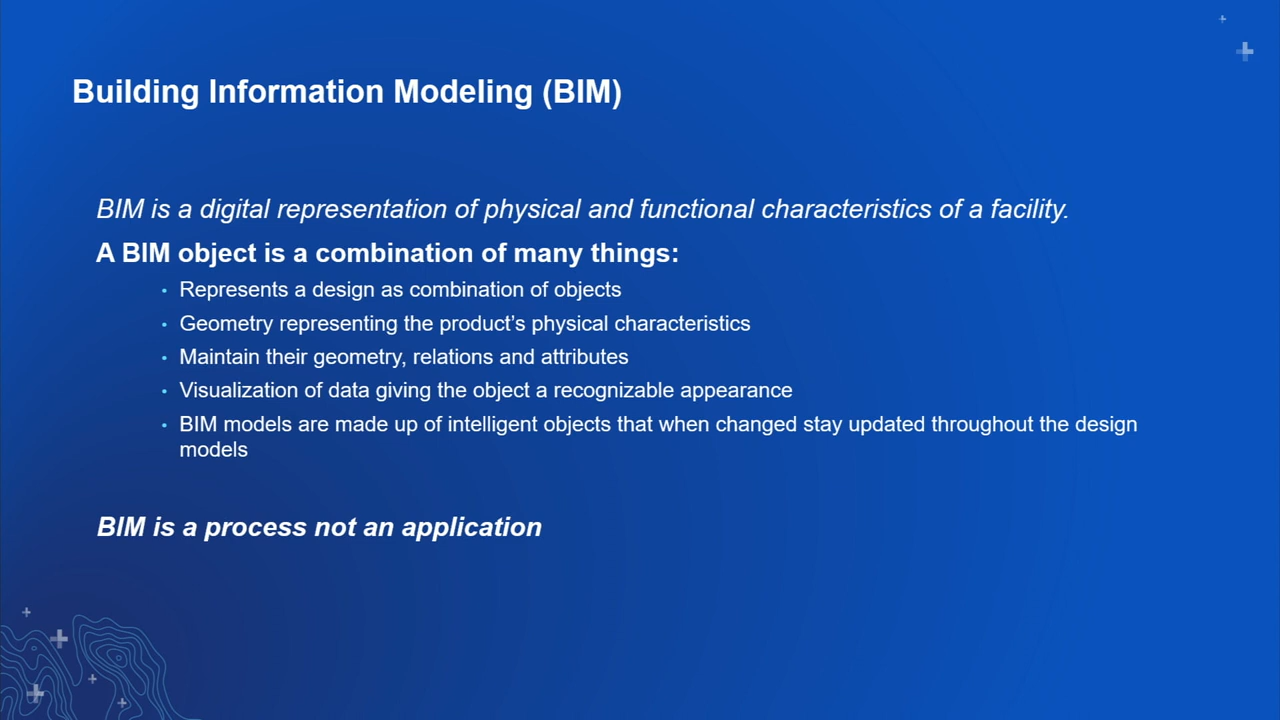 Building Information Modeling (BIM)
BIM is a digital representation of physical and functional characteristics of a facility.
A BIM object is a combination of many things:
• Represents a design as combination of objects
• Geometry representing the product’s physical characteristics
• Maintain their geometry, relations and attributes
• Visualization of data giving the object a recognizable appearance
• BIM models are made up of intelligent objects that when changed stay updated throughout the design
models
BIM is a process not an application